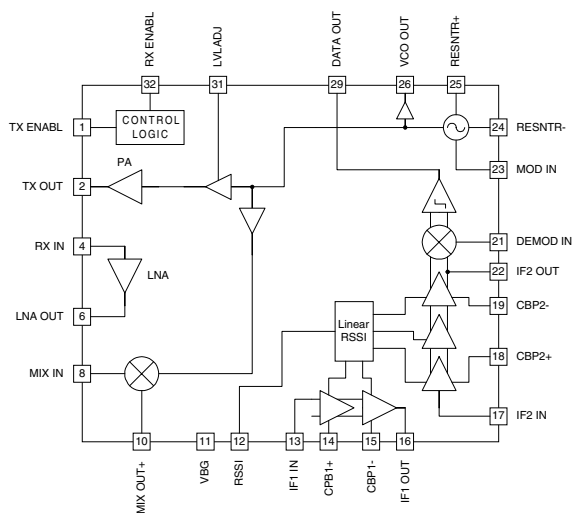 RX ENABL
LVLADJ
DATA OUT
VCO OUT
RESNTR+
32
31
29
26
25
TX ENABL
1
CONTROL
LOGIC
24
RESNTR-
PA
TX OUT
2
23
MOD IN
RX IN
4
21
DEMOD IN
LNA
22
IF2 OUT
LNA OUT
6
19
CBP2-
Linear
RSSI
18
CBP2+
MIX IN
8
17
IF2 IN
10
11
12
13
14
15
16
MIX OUT+
VBG
RSSI
IF1 IN
CPB1+
CBP1-
IF1 OUT